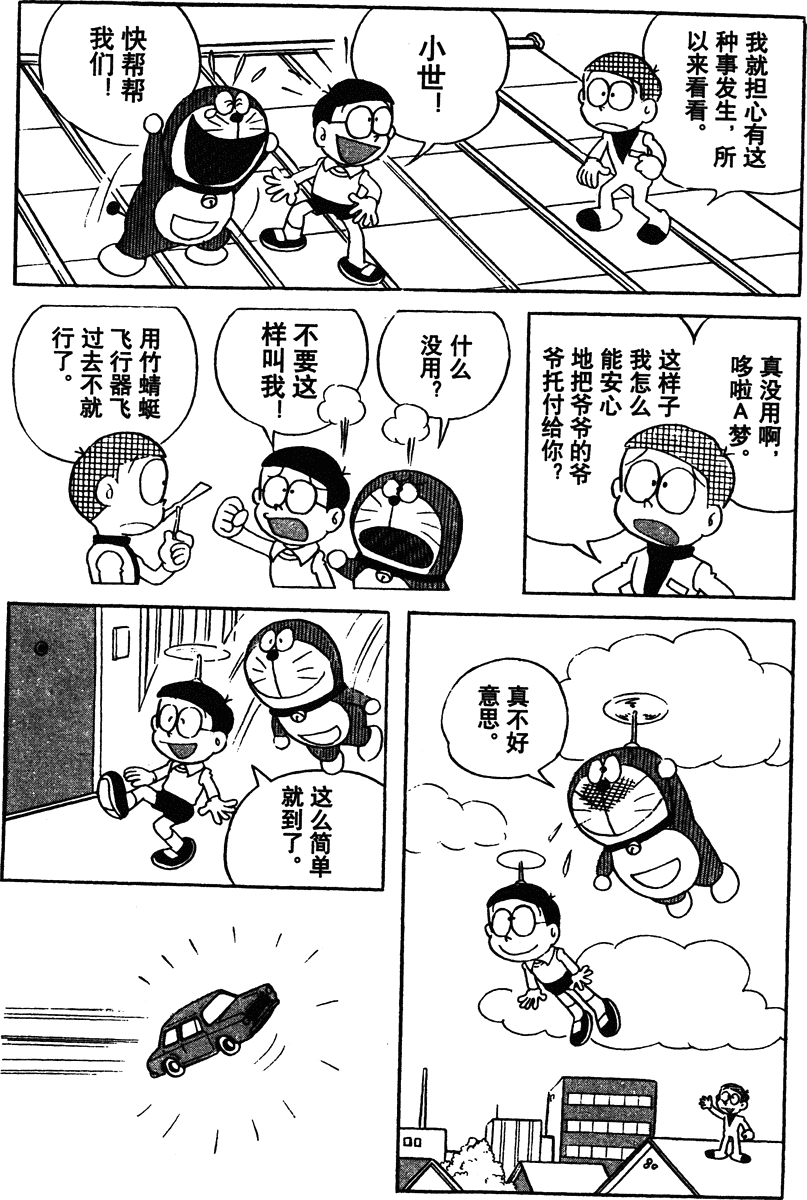 我就担心有这
种事发生，所
以来看看。
小世！
快帮帮
我们！
真没用啊，
哆啦A梦。
这样子
我怎么
能安心
地把爷爷的爷
爷托付给你？
什么
没用？
不要这
样叫我！
用竹蜻蜓
飞行器飞
过去不就
行了。
真不好
意思。
这么简单
就到了。